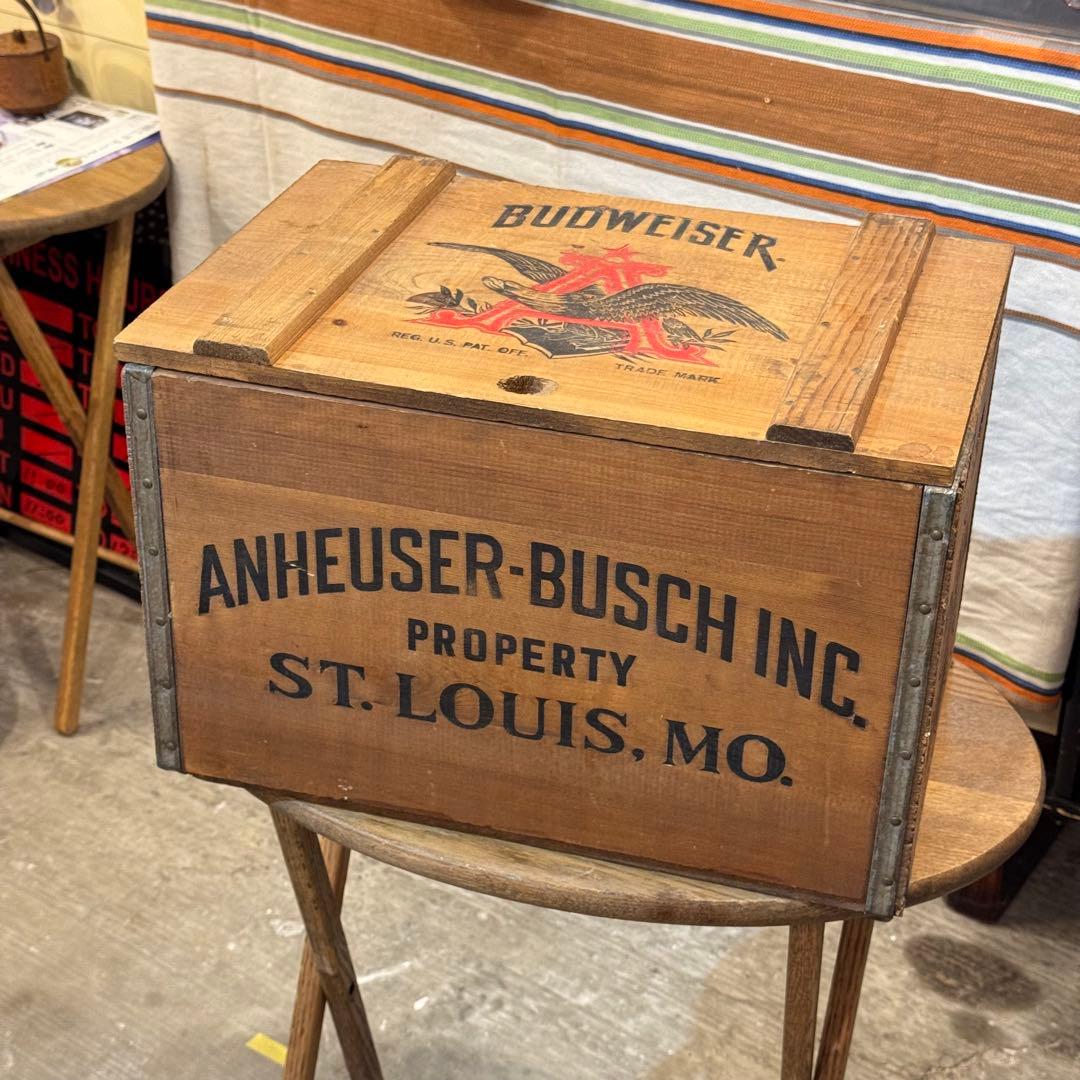 BUDWEISER.
REG. U.S. PAT. OFF.
TRADE MARK
ANHEUSER-BUSCH INC.
PROPERTY
ST. LOUIS, MO.